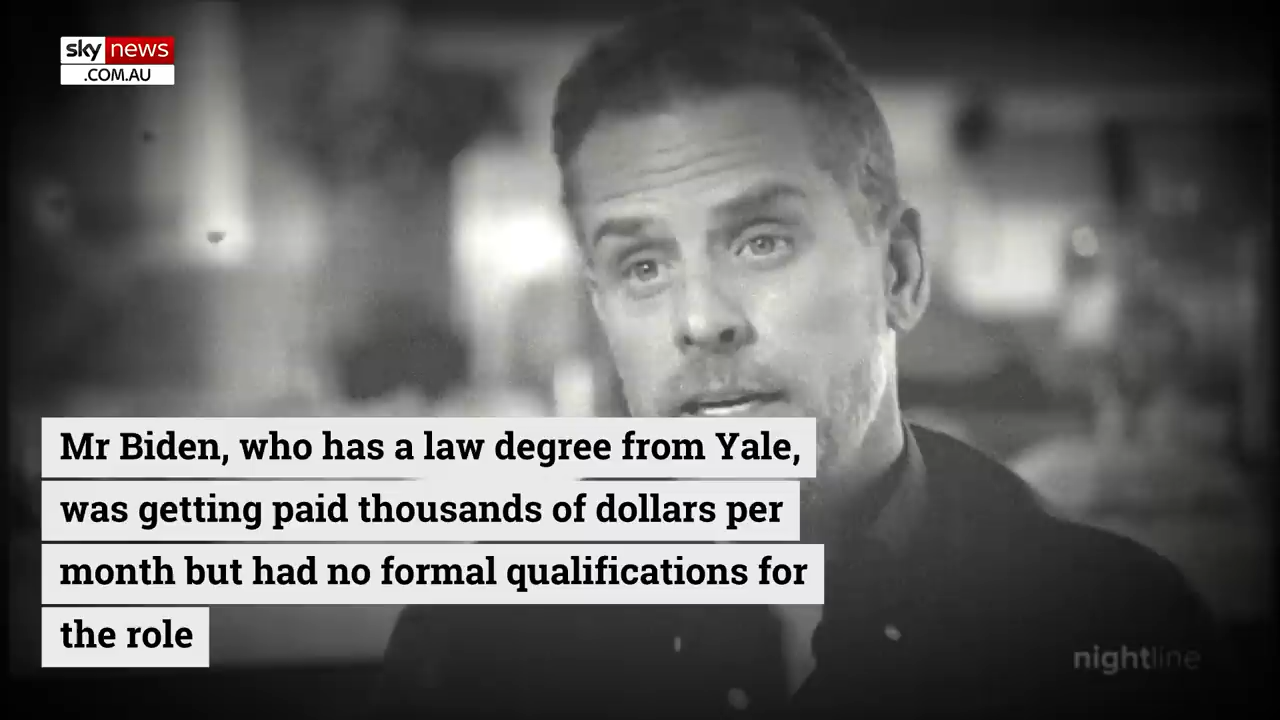 sky news
.COM.AU
Mr Biden, who has a law degree from Yale,
was getting paid thousands of dollars per
month but had no formal qualifications for
the role
nightline